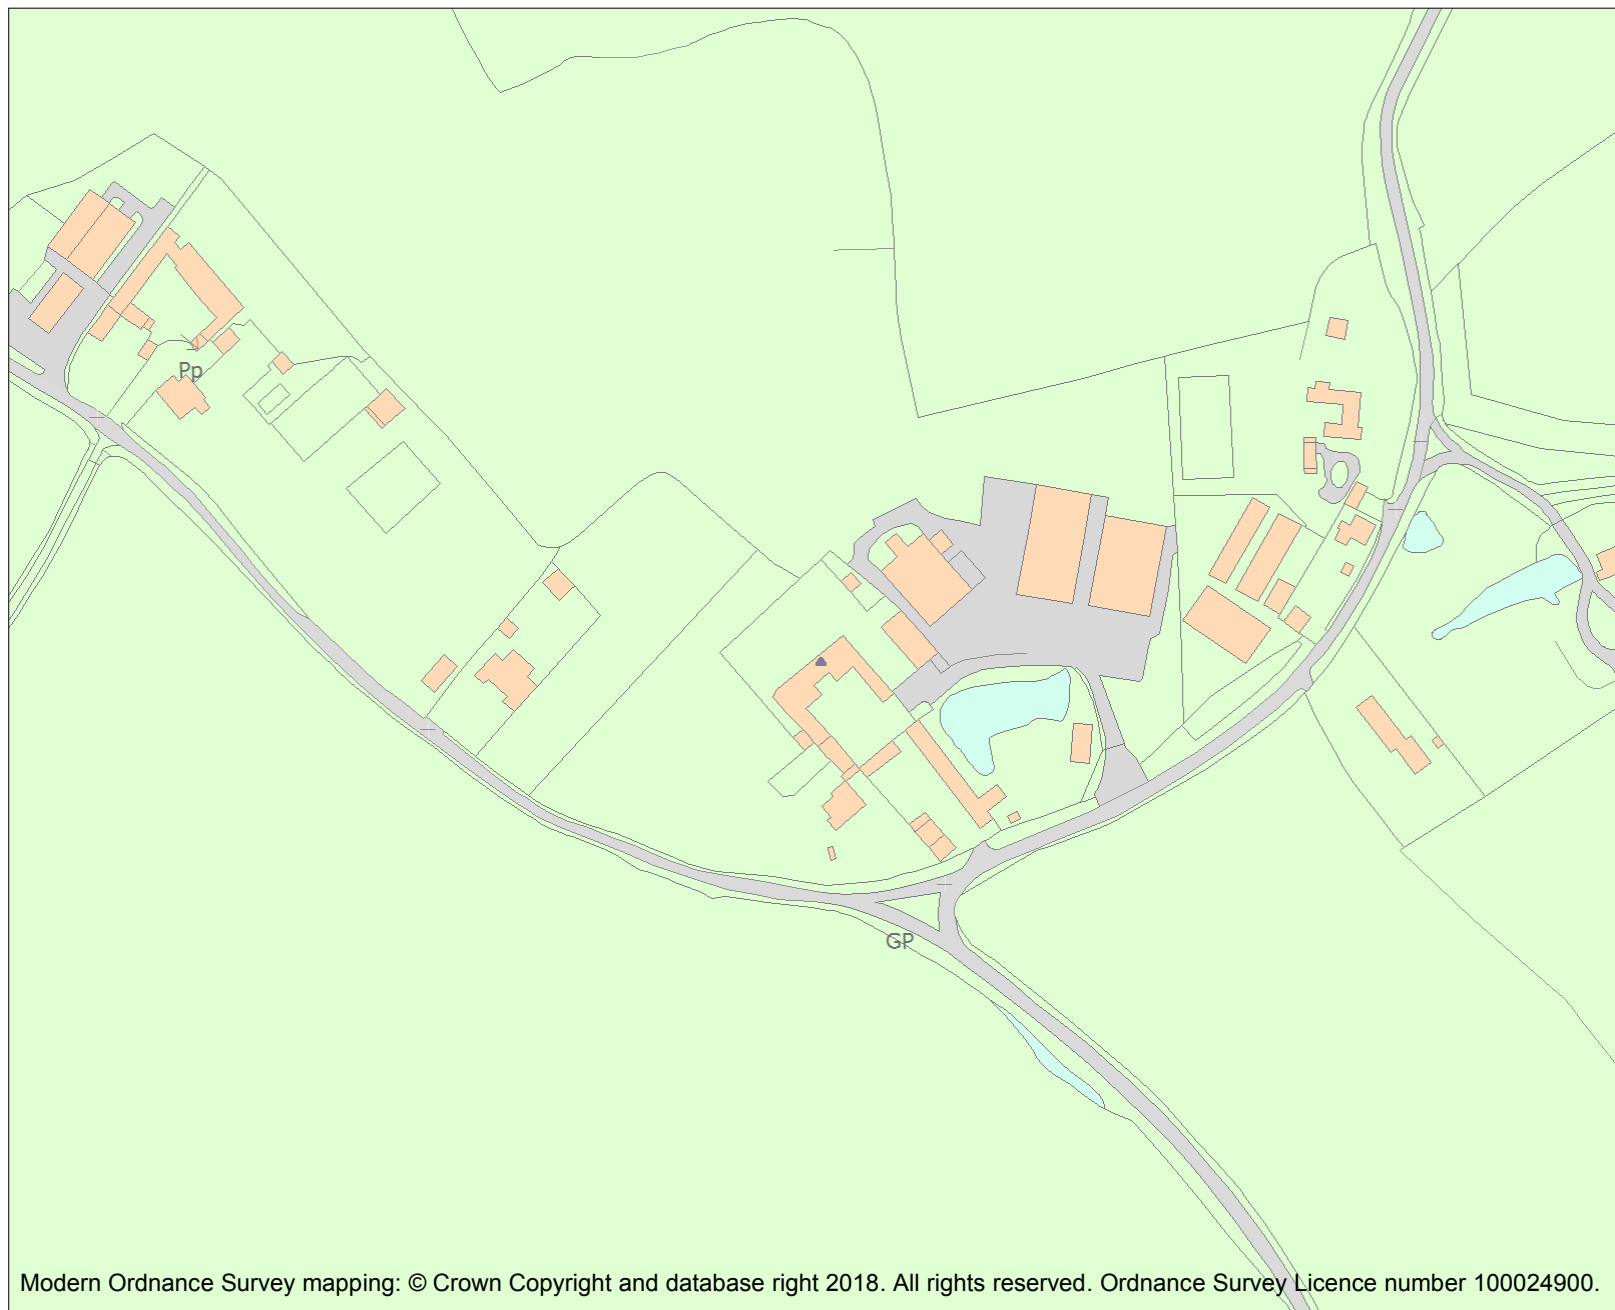 Pp
GP
Modern Ordnance Survey mapping: © Crown Copyright and database right 2018. All rights reserved. Ordnance Survey Licence number 100024900.